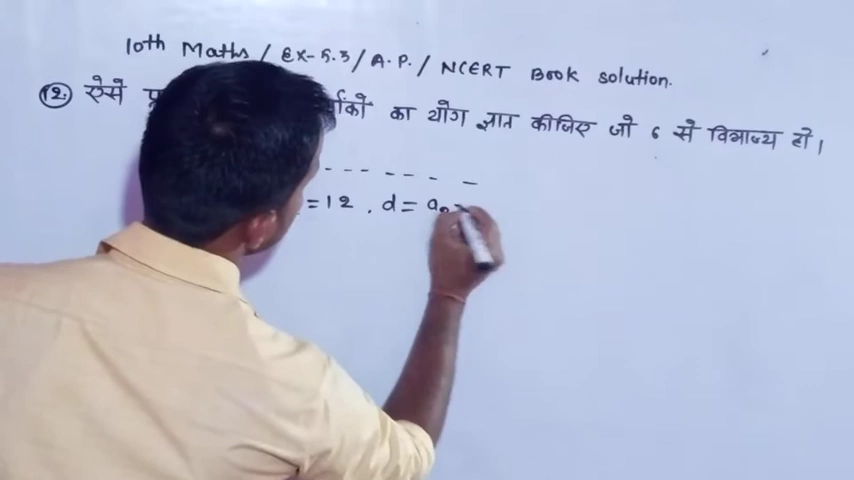 10th Maths / Ex-5.3 / A.P. / NCERT Book solution.
12. ऐसे का योग ज्ञात कीजिए जो 6 से विभाज्य हों।
- - - - - - -
= 12, d = a